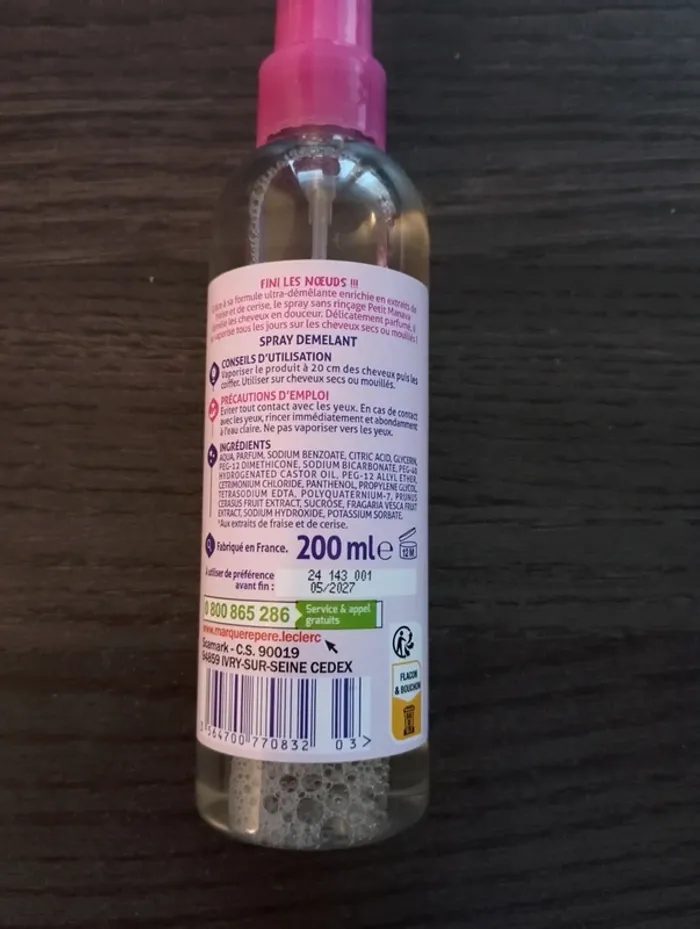 FINI LES NŒUDS !!!
à sa formule ultra-démêlante enrichie en extraits de
et de cerise, le spray sans rinçage Petit Manava
les cheveux en douceur. Délicatement parfumé, il
vaporise tous les jours sur les cheveux secs ou mouillés !
SPRAY DEMELANT
CONSEILS D'UTILISATION
Vaporiser le produit à 20 cm des cheveux puis les
coiffer. Utiliser sur cheveux secs ou mouillés.
PRÉCAUTIONS D'EMPLOI
Éviter tout contact avec les yeux. En cas de contact
avec les yeux, rincer immédiatement et abondamment
à l'eau claire. Ne pas vaporiser vers les yeux.
INGRÉDIENTS
AQUA, PARFUM, SODIUM BENZOATE, CITRIC ACID, GLYCERIN,
PEG-12 DIMETHICONE, SODIUM BICARBONATE, PEG-40
HYDROGENATED CASTOR OIL, PEG-12 ALLYL ETHER,
CETRIMONIUM CHLORIDE, PANTHENOL, PROPYLENE GLYCOL,
TETRASODIUM EDTA, POLYQUATERNIUM-7, PRUNUS
CERASUS FRUIT EXTRACT, SUCROSE, FRAGARIA VESCA FRUIT
EXTRACT, SODIUM HYDROXIDE, POTASSIUM SORBATE.
*Aux extraits de fraise et de cerise.
Fabriqué en France. 200 ml e 12 M
À utiliser de préférence
avant fin :
24 143 001
05/2027
0 800 865 286 Service & appel
gratuits
www.marquerepere.leclerc
Scamark - C.S. 90019
94859 IVRY-SUR-SEINE CEDEX
FLACON
& BOUCHON
3 564700 770832 03 >